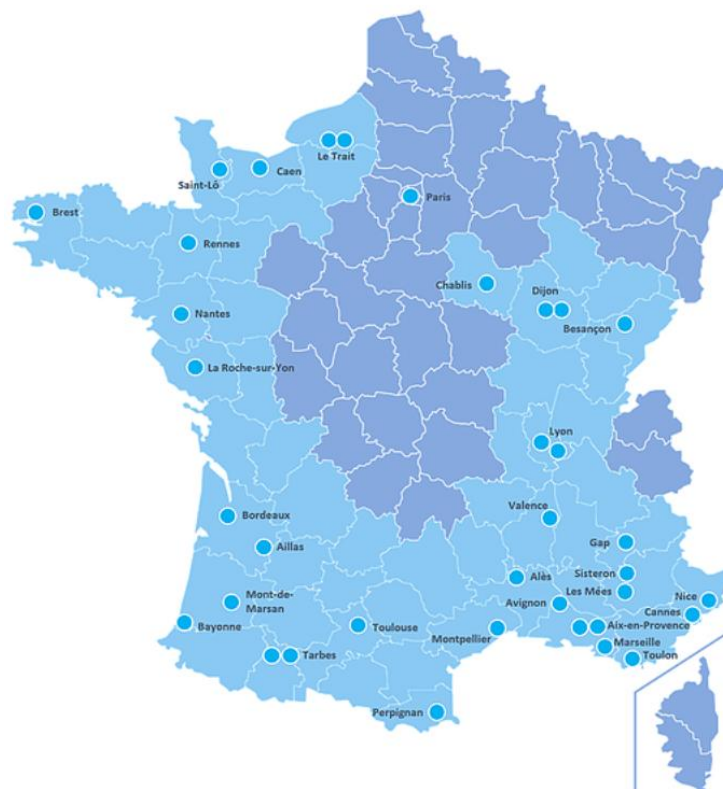 Le Trait
Caen
Saint-Lô
Paris
Brest
Rennes
Chablis
Dijon
Nantes
Besançon
La Roche-sur-Yon
Lyon
Bordeaux
Valence
Gap
Aillas
Alès
Sisteron
Les Mées
Mont-de-
Marsan
Avignon
Nice
Cannes
Bayonne
Toulouse
Montpellier
Aix-en-Provence
Marseille
Tarbes
Toulon
Perpignan